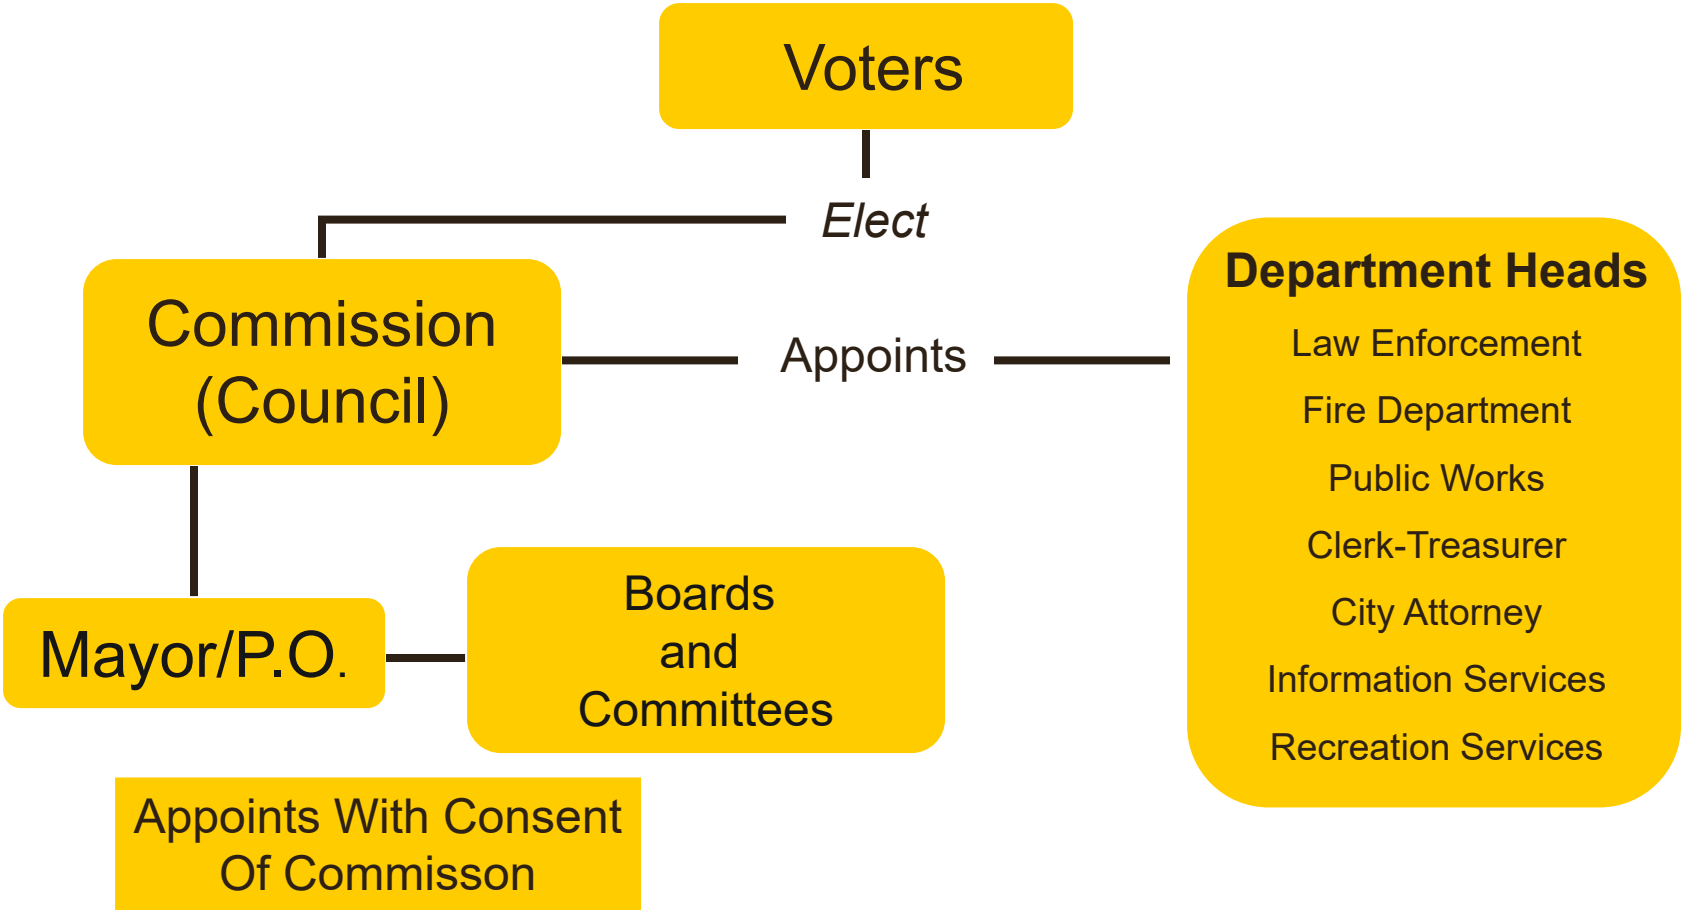 Voters
Elect
Commission
(Council)
Appoints
Department Heads
Law Enforcement
Fire Department
Public Works
Clerk-Treasurer
City Attorney
Information Services
Recreation Services
Mayor/P.O.
Boards
and
Committees
Appoints With Consent
Of Commisson